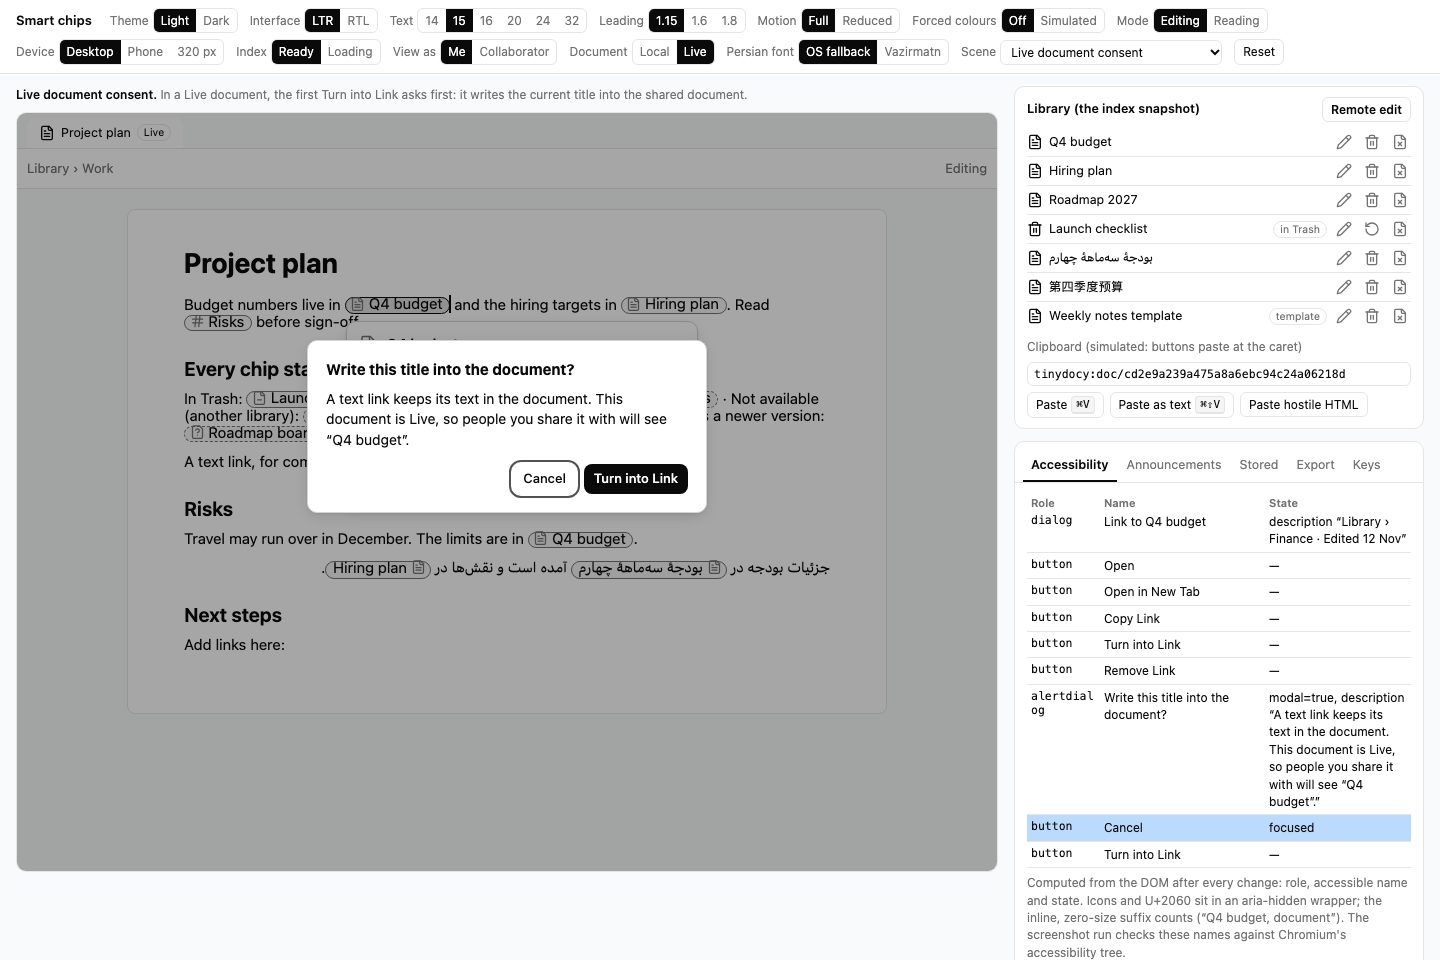 Smart chips Theme Light Dark Interface LTR RTL Text 14 15 16 20 24 32 Leading 1.15 1.6 1.8 Motion Full Reduced Forced colours Off Simulated Mode Editing Reading
Device Desktop Phone 320 px Index Ready Loading View as Me Collaborator Document Local Live Persian font OS fallback Vazirmatn Scene Live document consent Reset
Live document consent. In a Live document, the first Turn into Link asks first: it writes the current title into the shared document.
Project plan Live
Library › Work Editing
Project plan
Budget numbers live in Q4 budget and the hiring targets in Hiring plan. Read
# Risks before sign-off
Every chip sta
In Trash: Laun · Not available
(another library): s a newer version:
Roadmap boar
A text link, for con
Write this title into the document?
A text link keeps its text in the document. This
document is Live, so people you share it with will see
“Q4 budget”.
Cancel Turn into Link
Risks
Travel may run over in December. The limits are in Q4 budget.
جزئیات بودجه در بودجهٔ سه‌ماههٔ چهارم آمده است و نقش‌ها در Hiring plan.
Next steps
Add links here:
Library (the index snapshot) Remote edit
Q4 budget
Hiring plan
Roadmap 2027
Launch checklist in Trash
بودجهٔ سه‌ماههٔ چهارم
第四季度预算
Weekly notes template template
Clipboard (simulated: buttons paste at the caret)
tinydocy:doc/cd2e9a239a475a8a6ebc94c24a06218d
Paste ⌘V Paste as text ⌘⇧V Paste hostile HTML
Accessibility Announcements Stored Export Keys
Role Name State
dialog Link to Q4 budget description “Library ›
Finance · Edited 12 Nov”
button Open —
button Open in New Tab —
button Copy Link —
button Turn into Link —
button Remove Link —
alertdial Write this title into the modal=true, description
og document? “A text link keeps its
text in the document.
This document is Live,
so people you share it
with will see “Q4
budget”.”
button Cancel focused
button Turn into Link —
Computed from the DOM after every change: role, accessible name
and state. Icons and U+2060 sit in an aria-hidden wrapper; the
inline, zero-size suffix counts (“Q4 budget, document”). The
screenshot run checks these names against Chromium's
accessibility tree.